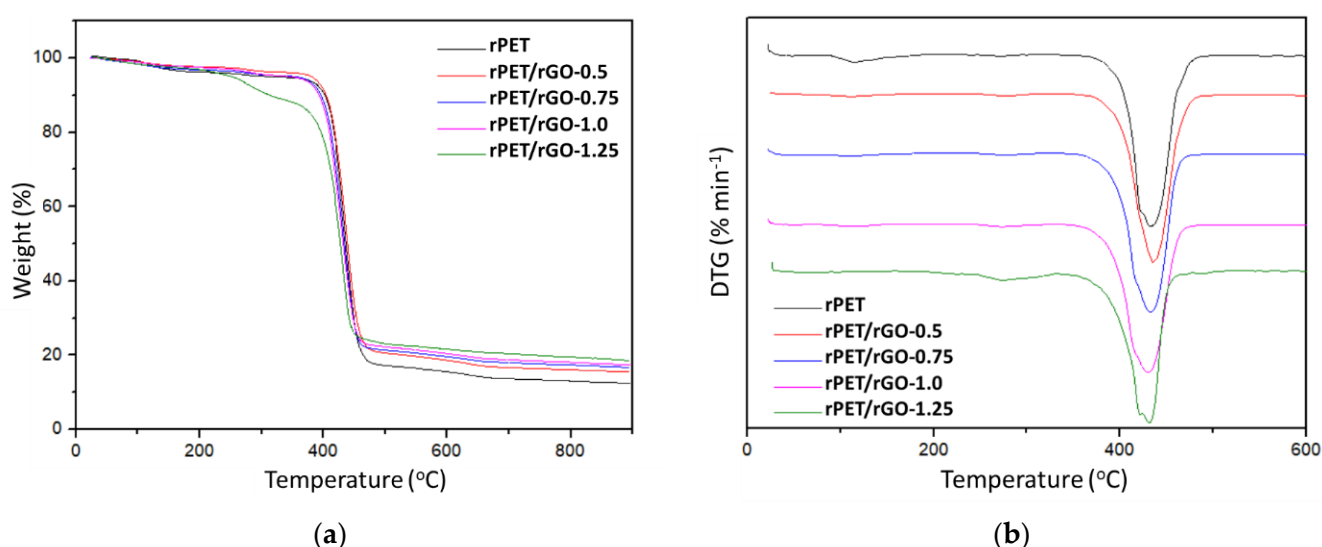 rPET
rPET/rGO-0.5
rPET/rGO-0.75
rPET/rGO-1.0
rPET/rGO-1.25
100
80
60
40
20
0
Weight (%)
0
200
400
600
800
Temperature (°C)
(a)
DTG (% min⁻¹)
rPET
rPET/rGO-0.5
rPET/rGO-0.75
rPET/rGO-1.0
rPET/rGO-1.25
0
200
400
600
Temperature (°C)
(b)